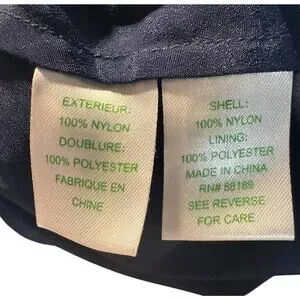 EXTERIEUR:
100% NYLON
DOUBLURE:
100% POLYESTER
FABRIQUE EN
CHINE
SHELL:
100% NYLON
LINING:
100% POLYESTER
MADE IN CHINA
RN# 88189
SEE REVERSE
FOR CARE